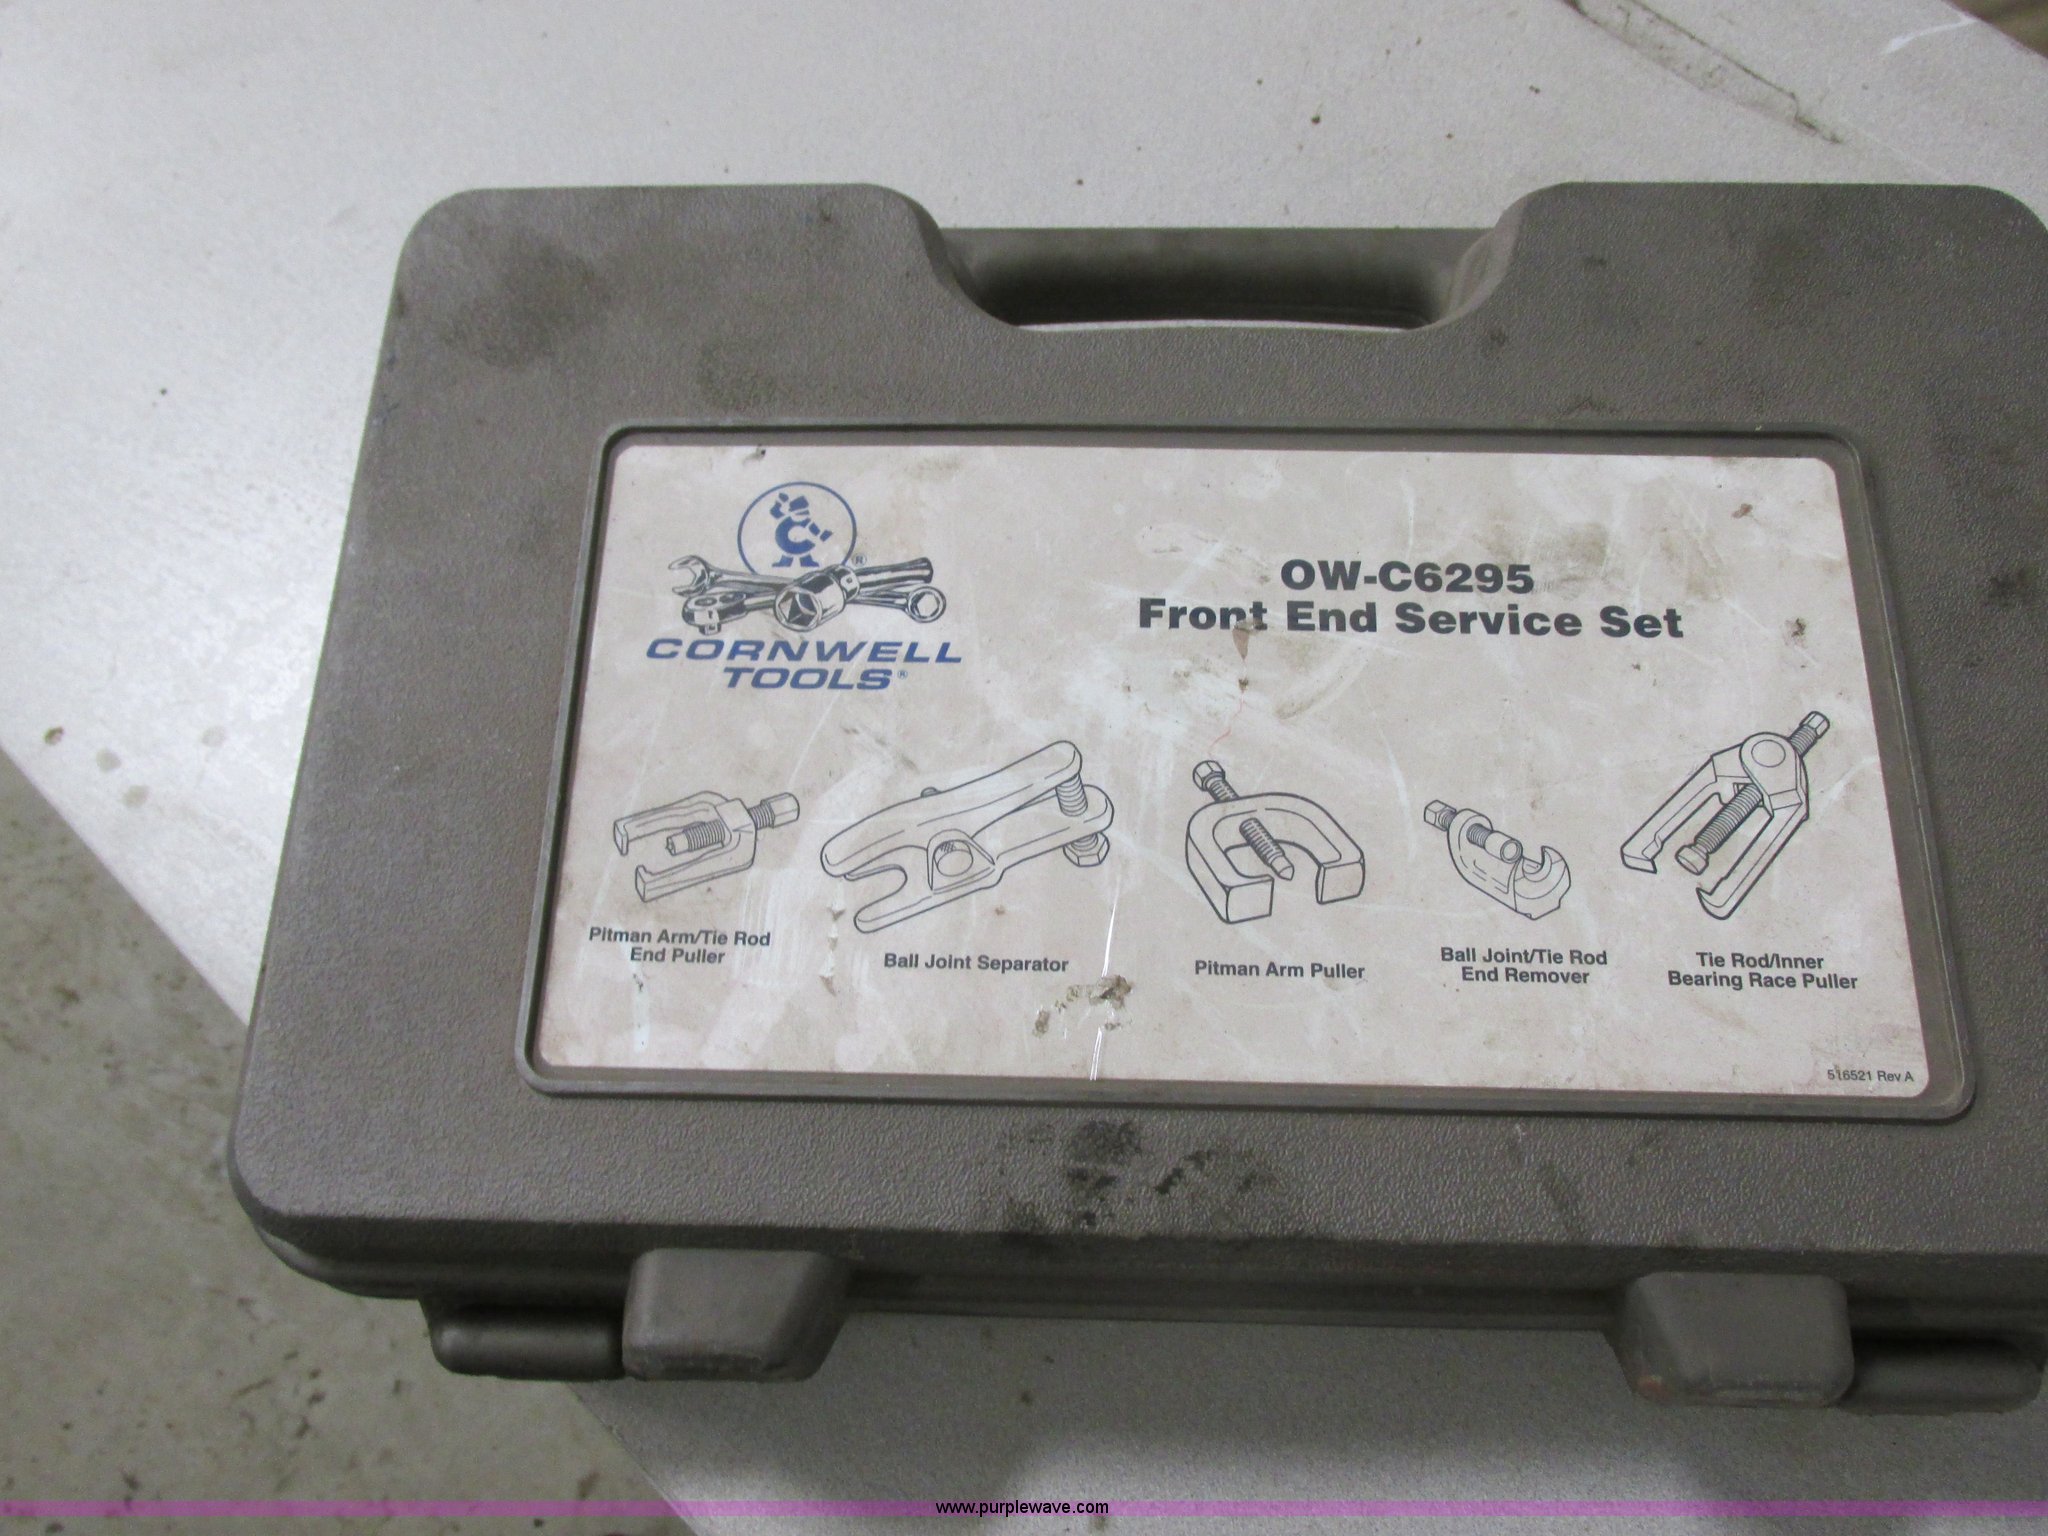 C
®
CORNWELL
TOOLS®
OW-C6295
Front End Service Set
Pitman Arm/Tie Rod
End Puller
Ball Joint Separator
Pitman Arm Puller
Ball Joint/Tie Rod
End Remover
Tie Rod/Inner
Bearing Race Puller
516521 Rev A
www.purplewave.com